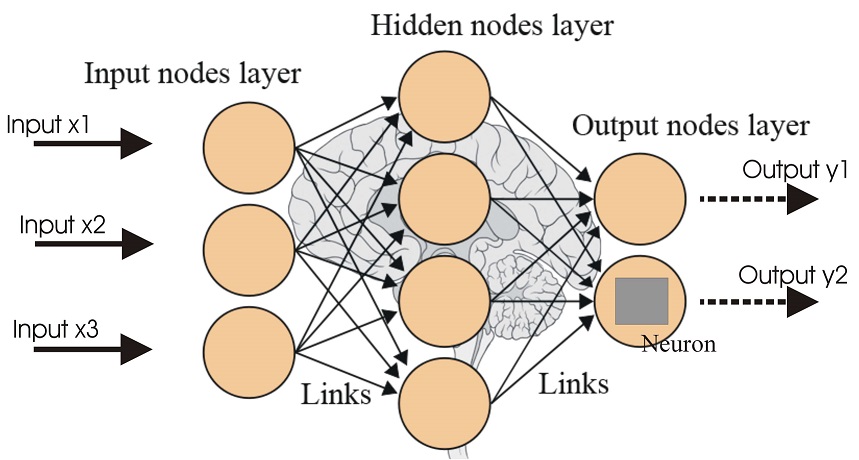 Hidden nodes layer
Input nodes layer
Input x1
Output nodes layer
Output y1
Input x2
Output y2
Input x3
Neuron
Links
Links